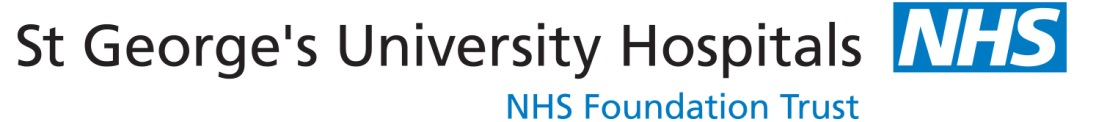 St George's University Hospitals NHS
NHS Foundation Trust